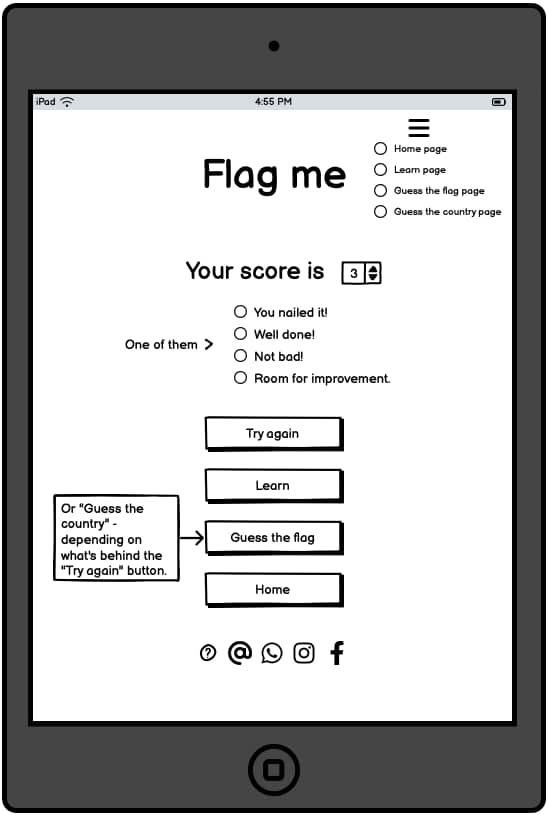 iPad 4:55 PM
Home page
Learn page
Guess the flag page
Guess the country page
Flag me
Your score is 3
You nailed it!
Well done!
One of them >
Not bad!
Room for improvement.
Try again
Learn
Or "Guess the
country" -
depending on
what's behind the
"Try again" button.
Guess the flag
Home